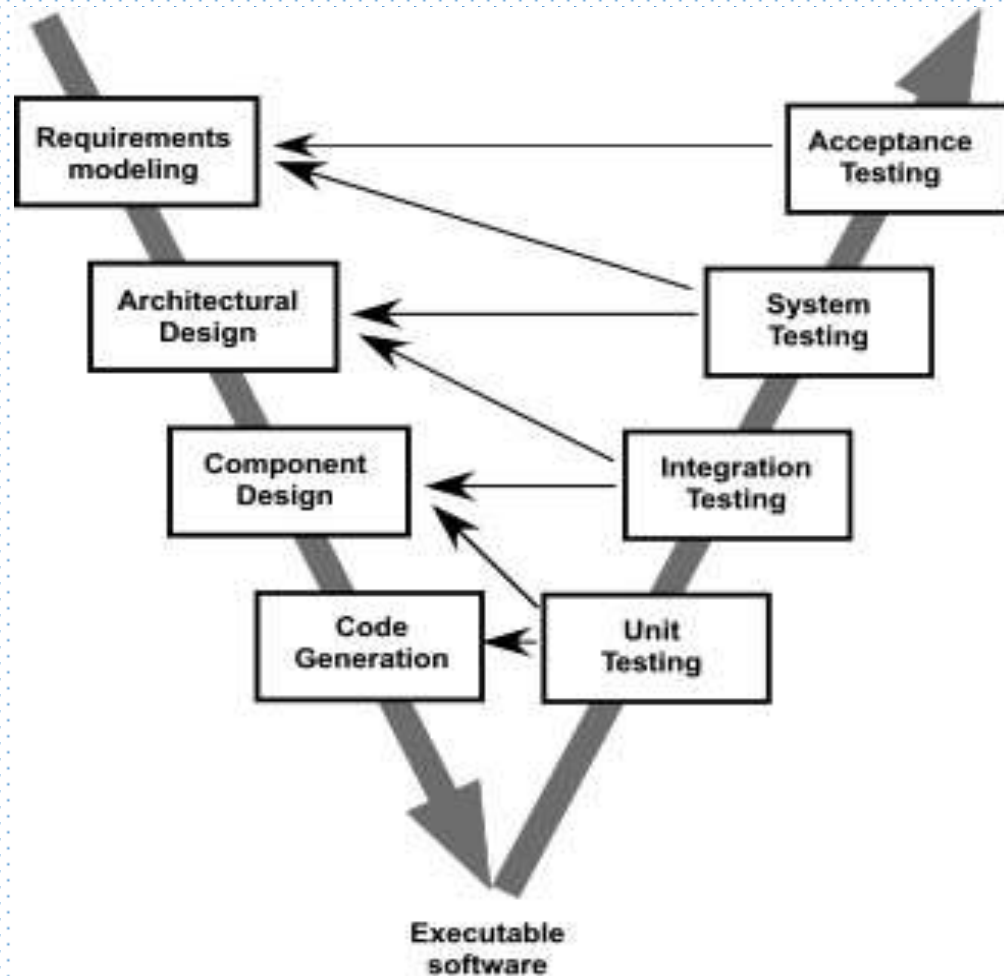 Requirements
modeling
Acceptance
Testing
Architectural
Design
System
Testing
Component
Design
Integration
Testing
Code
Generation
Unit
Testing
Executable
software